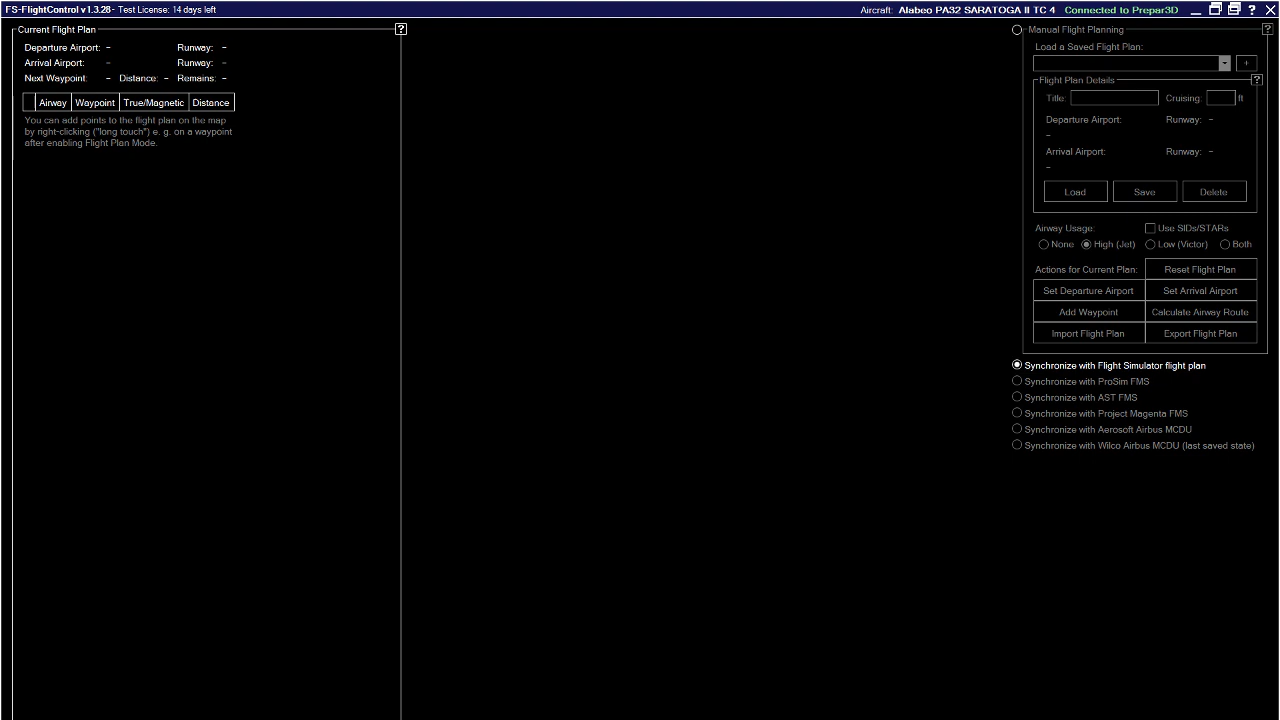 FS-FlightControl v1.3.28 - Test License: 14 days left
Aircraft: Alabeo PA32 SARATOGA II TC 4 Connected to Prepar3D ?
Current Flight Plan ?
Departure Airport: - Runway: -
Arrival Airport: - Runway: -
Next Waypoint: - Distance: - Remains: -
Airway Waypoint True/Magnetic Distance
You can add points to the flight plan on the map
by right-clicking ("long touch") e. g. on a waypoint
after enabling Flight Plan Mode.
Manual Flight Planning ?
Load a Saved Flight Plan:
+
Flight Plan Details ?
Title: Cruising: ft
Departure Airport: Runway: -
-
Arrival Airport: Runway: -
-
Load Save Delete
Airway Usage: Use SIDs/STARs
None High (Jet) Low (Victor) Both
Actions for Current Plan: Reset Flight Plan
Set Departure Airport Set Arrival Airport
Add Waypoint Calculate Airway Route
Import Flight Plan Export Flight Plan
Synchronize with Flight Simulator flight plan
Synchronize with ProSim FMS
Synchronize with AST FMS
Synchronize with Project Magenta FMS
Synchronize with Aerosoft Airbus MCDU
Synchronize with Wilco Airbus MCDU (last saved state)